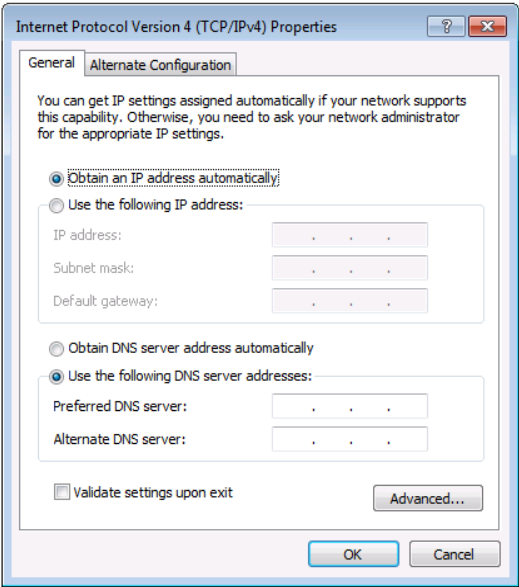 Internet Protocol Version 4 (TCP/IPv4) Properties
?
General
Alternate Configuration
You can get IP settings assigned automatically if your network supports
this capability. Otherwise, you need to ask your network administrator
for the appropriate IP settings.
Obtain an IP address automatically
Use the following IP address:
IP address: . . .
Subnet mask: . . .
Default gateway: . . .
Obtain DNS server address automatically
Use the following DNS server addresses:
Preferred DNS server: . . .
Alternate DNS server: . . .
Validate settings upon exit
Advanced...
OK
Cancel